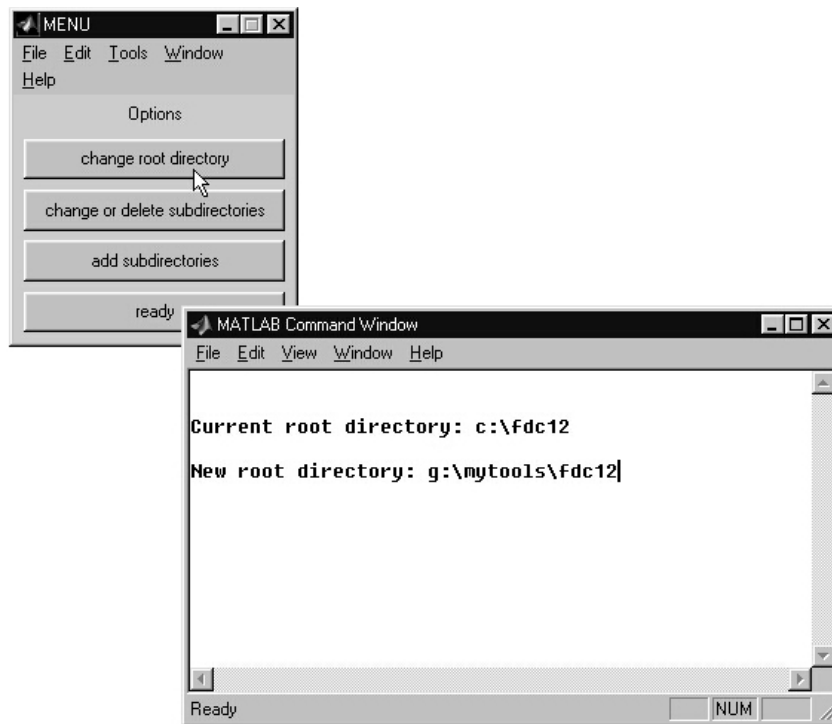 MENU
File Edit Tools Window
Help
Options
change root directory
change or delete subdirectories
add subdirectories
ready
MATLAB Command Window
File Edit View Window Help
Current root directory: c:\fdc12
New root directory: g:\mytools\fdc12
Ready NUM